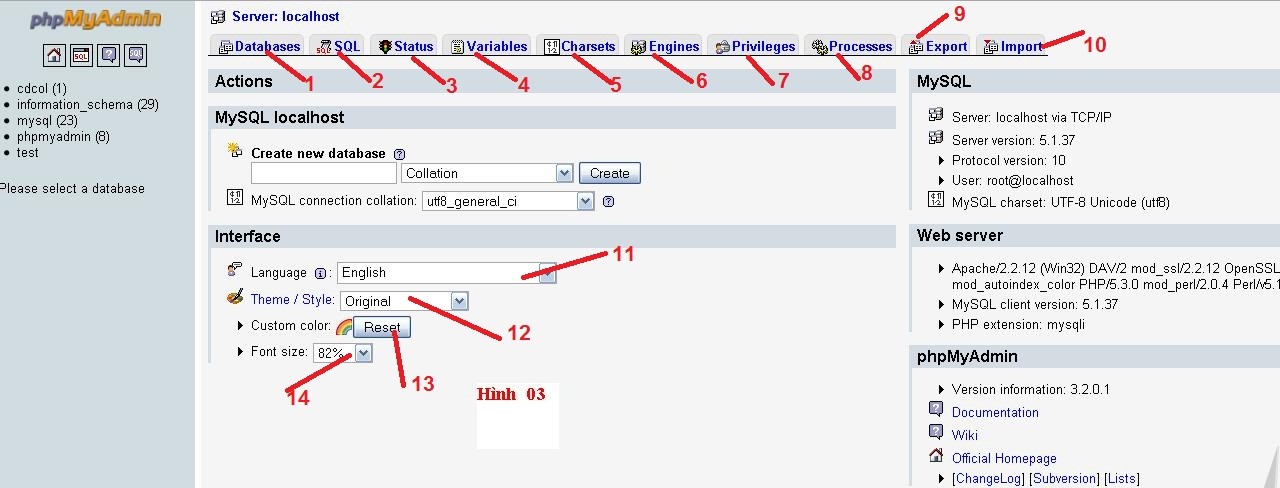 phpMyAdmin
SQL
cdcol (1)
information_schema (29)
mysql (23)
phpmyadmin (8)
test
Please select a database
Server: localhost
Databases
SQL
Status
Variables
Charsets
Engines
Privileges
Processes
Export
Import
1
2
3
4
5
6
7
8
9
10
Actions
MySQL localhost
Create new database
Collation
Create
MySQL connection collation: utf8_general_ci
Interface
Language : English
11
Theme / Style: Original
12
Custom color: Reset
13
Font size: 82%
14
Hình 03
MySQL
Server: localhost via TCP/IP
Server version: 5.1.37
Protocol version: 10
User: root@localhost
MySQL charset: UTF-8 Unicode (utf8)
Web server
Apache/2.2.12 (Win32) DAV/2 mod_ssl/2.2.12 OpenSSL
mod_autoindex_color PHP/5.3.0 mod_perl/2.0.4 Perl/v5.1
MySQL client version: 5.1.37
PHP extension: mysqli
phpMyAdmin
Version information: 3.2.0.1
Documentation
Wiki
Official Homepage
[ChangeLog] [Subversion] [Lists]